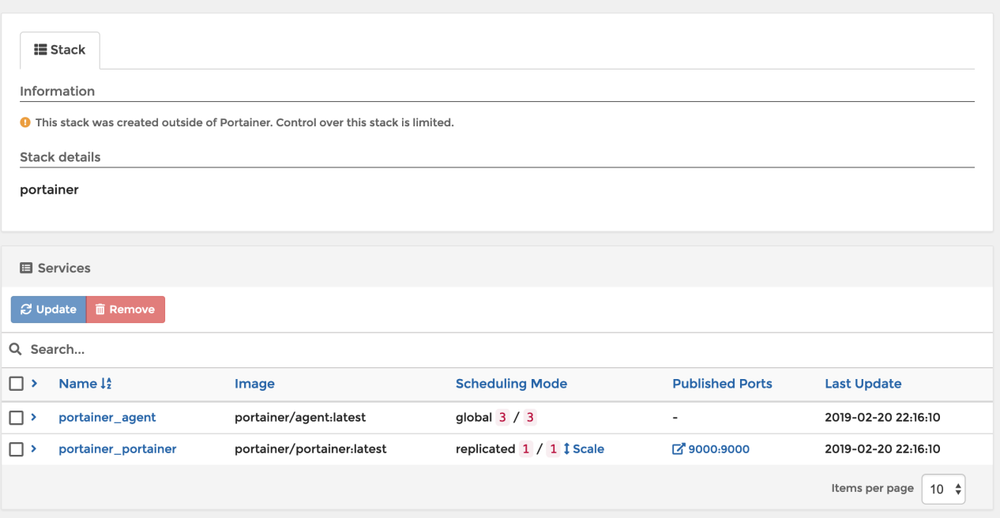 Stack
Information
This stack was created outside of Portainer. Control over this stack is limited.
Stack details
portainer
Services
Update Remove
Search...
Name Image Scheduling Mode Published Ports Last Update
portainer_agent portainer/agent:latest global 3 / 3 - 2019-02-20 22:16:10
portainer_portainer portainer/portainer:latest replicated 1 / 1 Scale 9000:9000 2019-02-20 22:16:10
Items per page 10